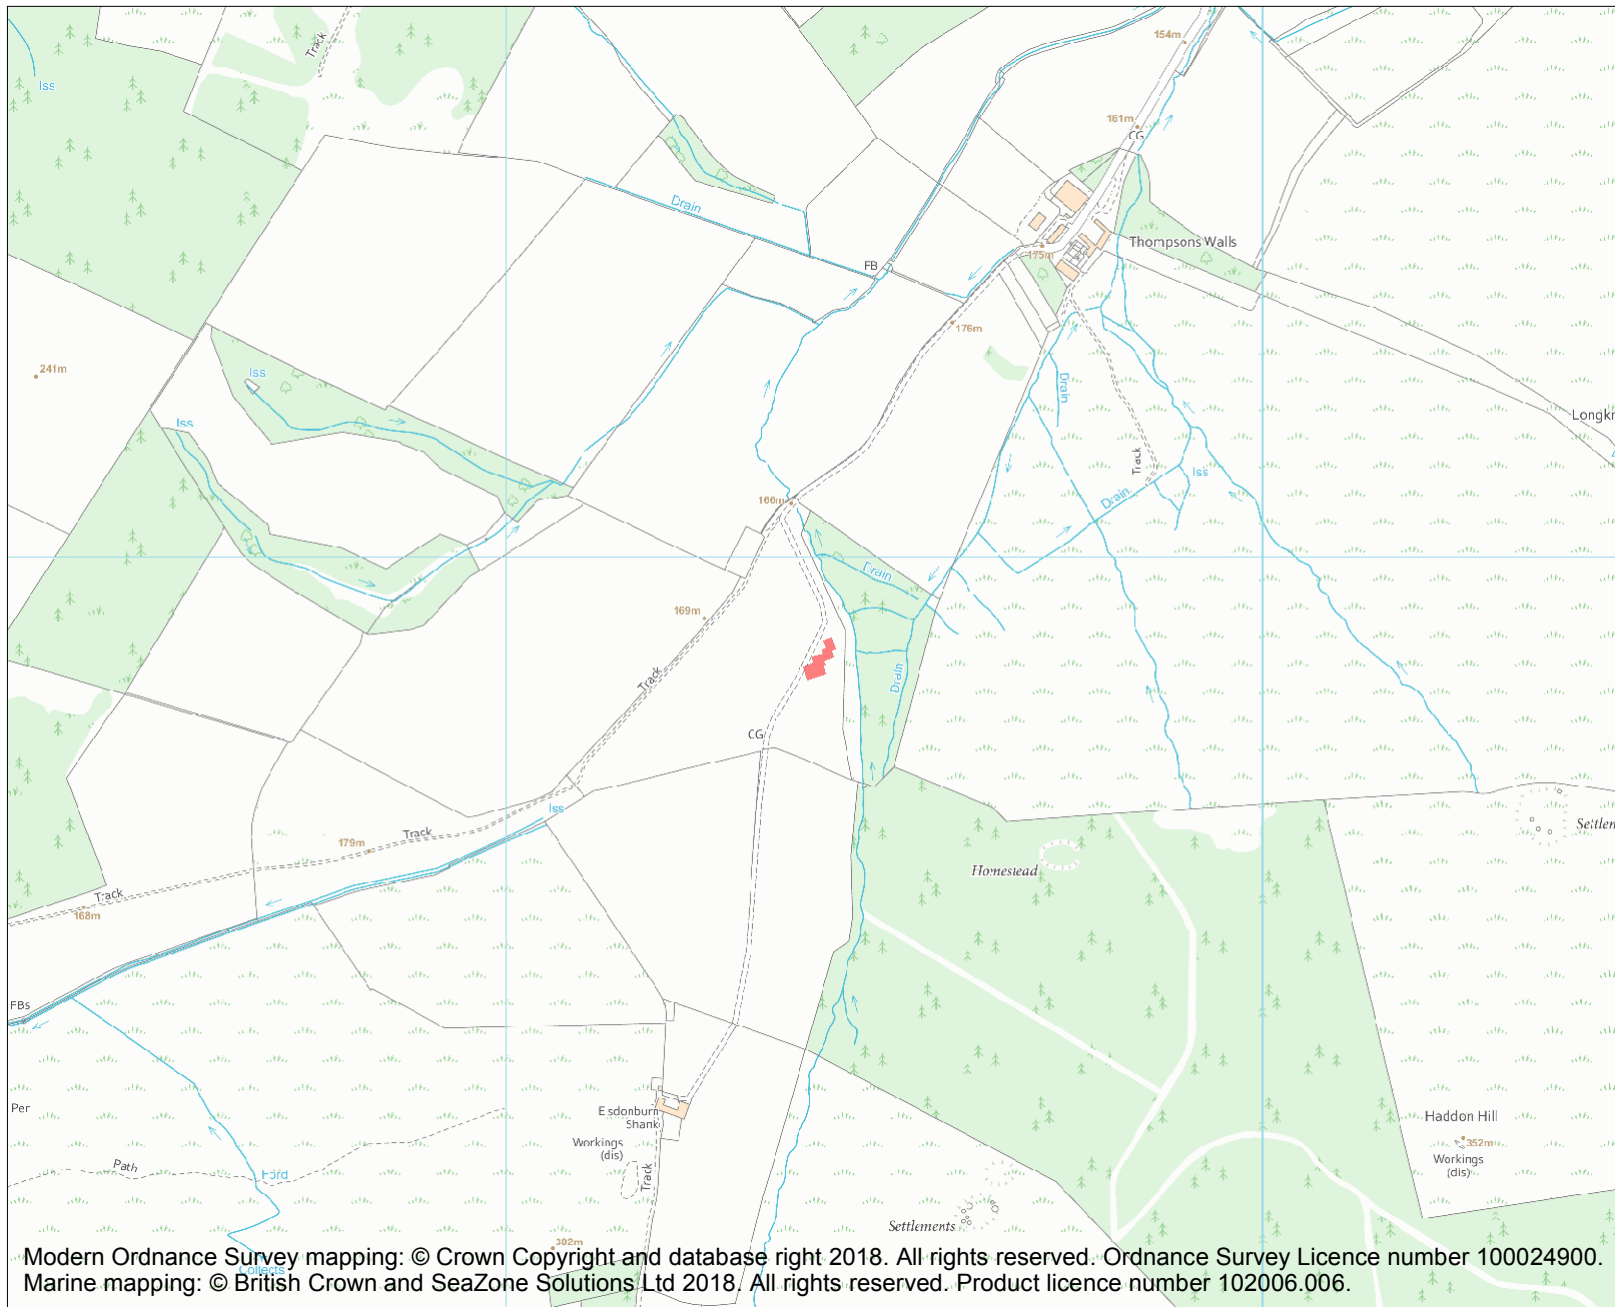 Track
154m
Iss
161m
CG
Drain
Thompsons Walls
175m
FB
176m
241m
Iss
Drain
Iss
Track
Iss
Drain
166m
Drain
169m
Track
Drain
CG
Iss
Track
179m
Homestead
Track
168m
FBs
Per
Esdonburn
Shank
Workings
(dis)
Haddon Hill
352m
Workings
(dis)
Path
Ford
Track
Settlements
302m
Modern Ordnance Survey mapping: © Crown Copyright and database right 2018. All rights reserved. Ordnance Survey Licence number 100024900.
Collects
Marine mapping: © British Crown and SeaZone Solutions Ltd 2018. All rights reserved. Product licence number 102006.006.